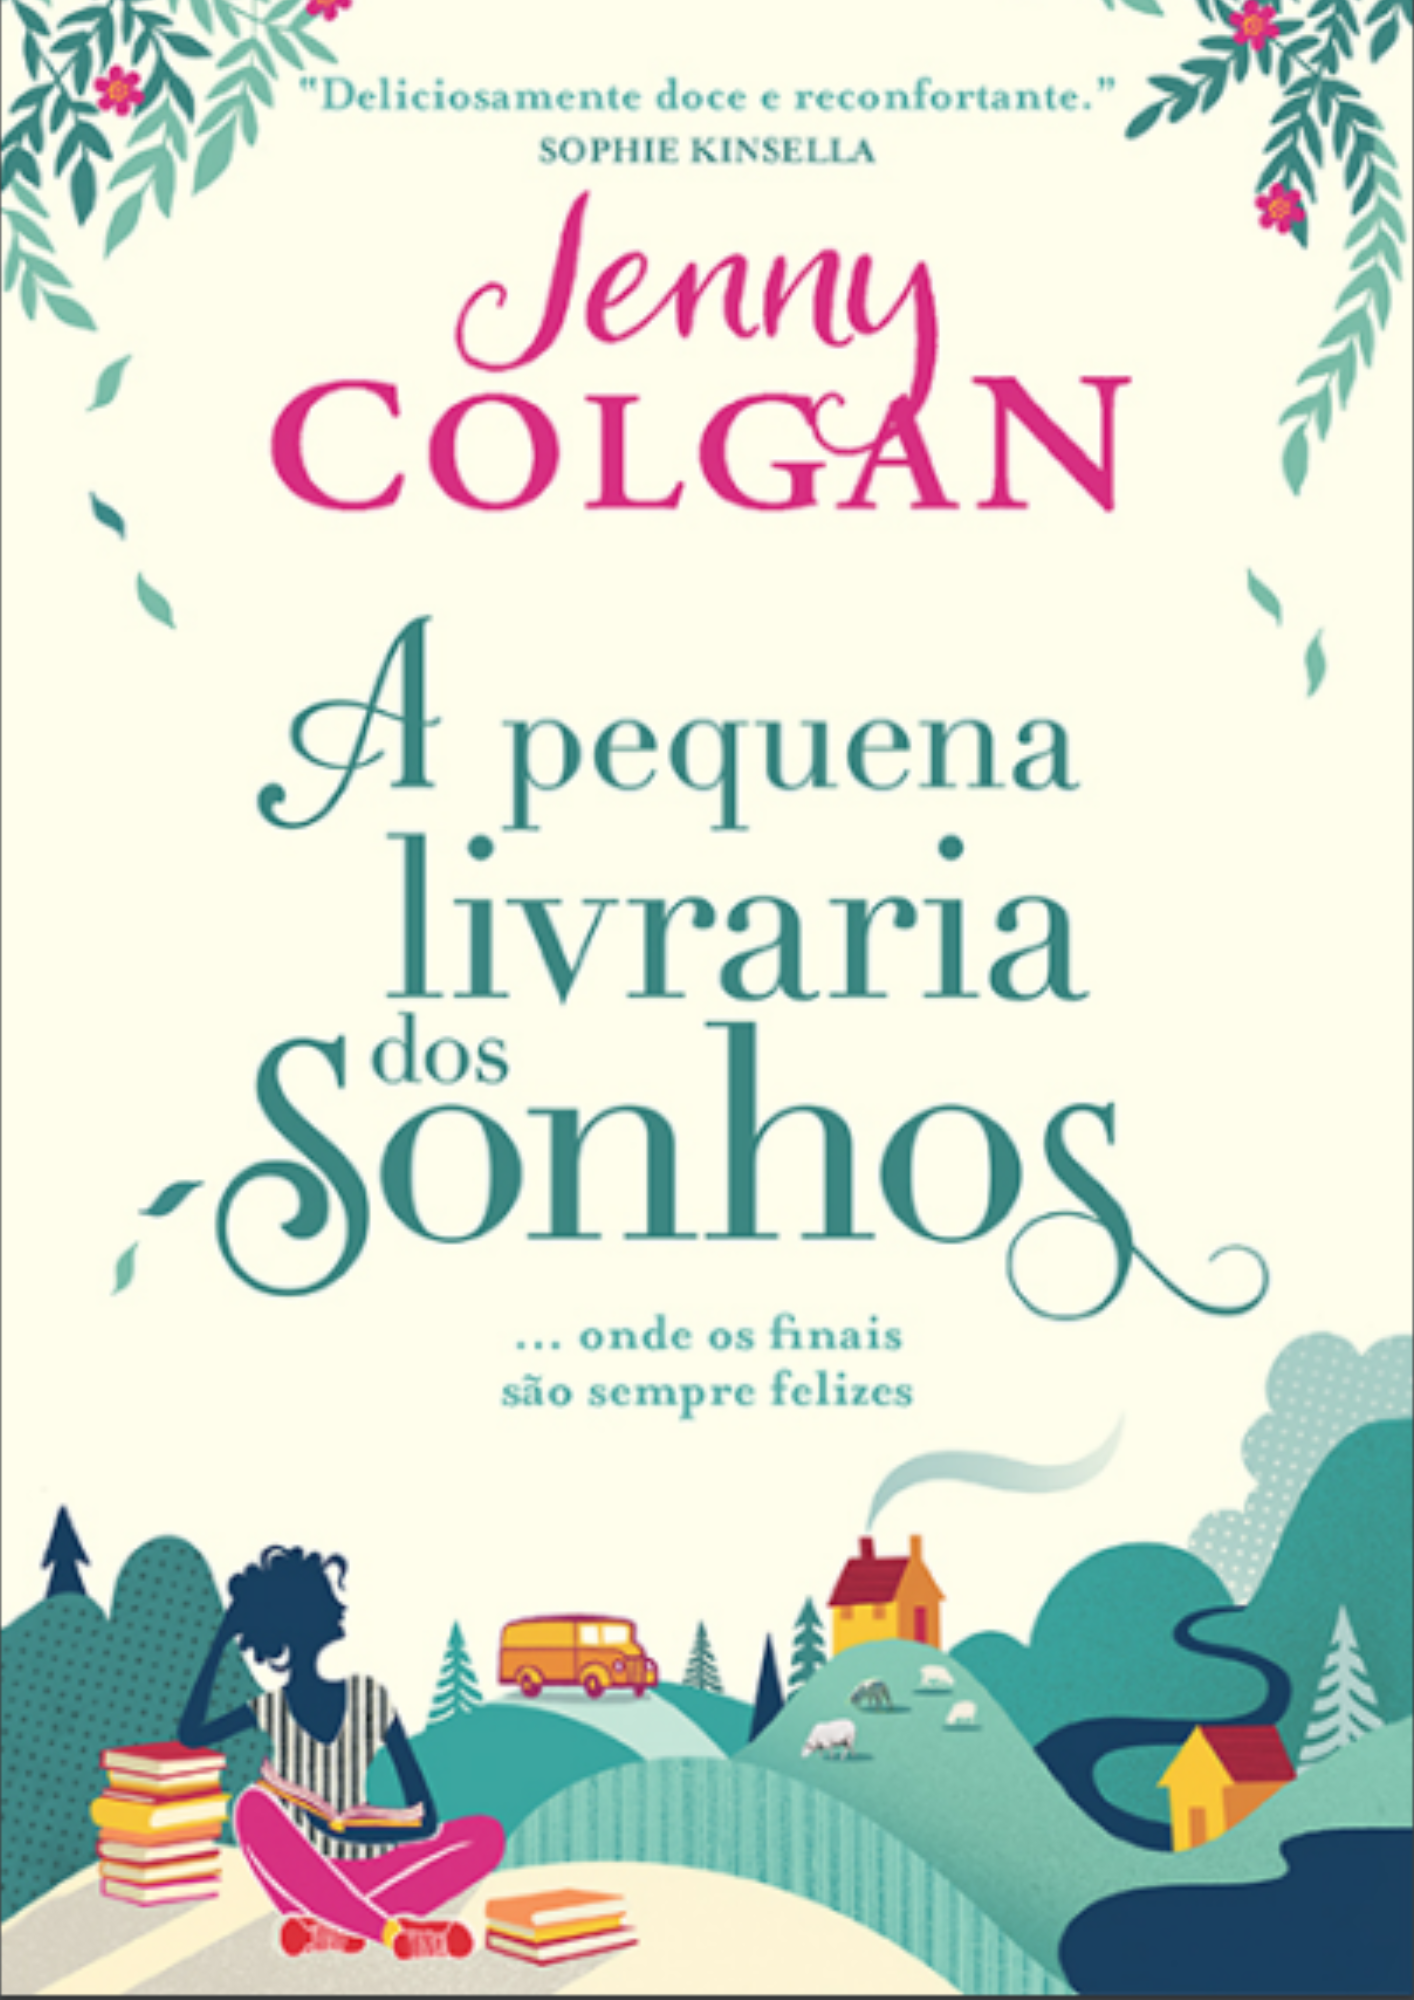 "Deliciosamente doce e reconfortante.”
SOPHIE KINSELLA
Jenny
COLGAN
A pequena
livraria
dos
Sonhos
... onde os finais
são sempre felizes